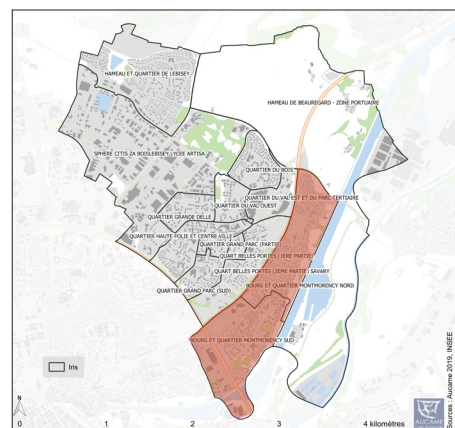 HAMEAU ET QUARTIER DE LEBISEY
HAMEAU DE BEAUREGARD - ZONE PORTUAIRE
SPHERE CITIS ZA BOISLEBISEY LYCEE ARTISA
QUARTIER DU BOIS
QUARTIER DU VAL EST ET DU PARC TERTIAIRE
QUARTIER DU VAL OUEST
QUARTIER GRANDE DELLE
QUARTIER HAUTE FOLIE ET CENTRE-VILLE
QUARTIER GRAND PARC (PARTIE)
QUART BELLES PORTES (1ERE PARTIE)
QUART BELLES PORTES (2EME PARTIE) SAVARY
BOURG ET QUARTIER MONTMORENCY NORD
QUARTIER GRAND PARC (SUD)
BOURG ET QUARTIER MONTMORENCY SUD
Iris
N
0 1 2 3 4 kilomètres
AUCAME
Sources : Aucame 2019, INSEE